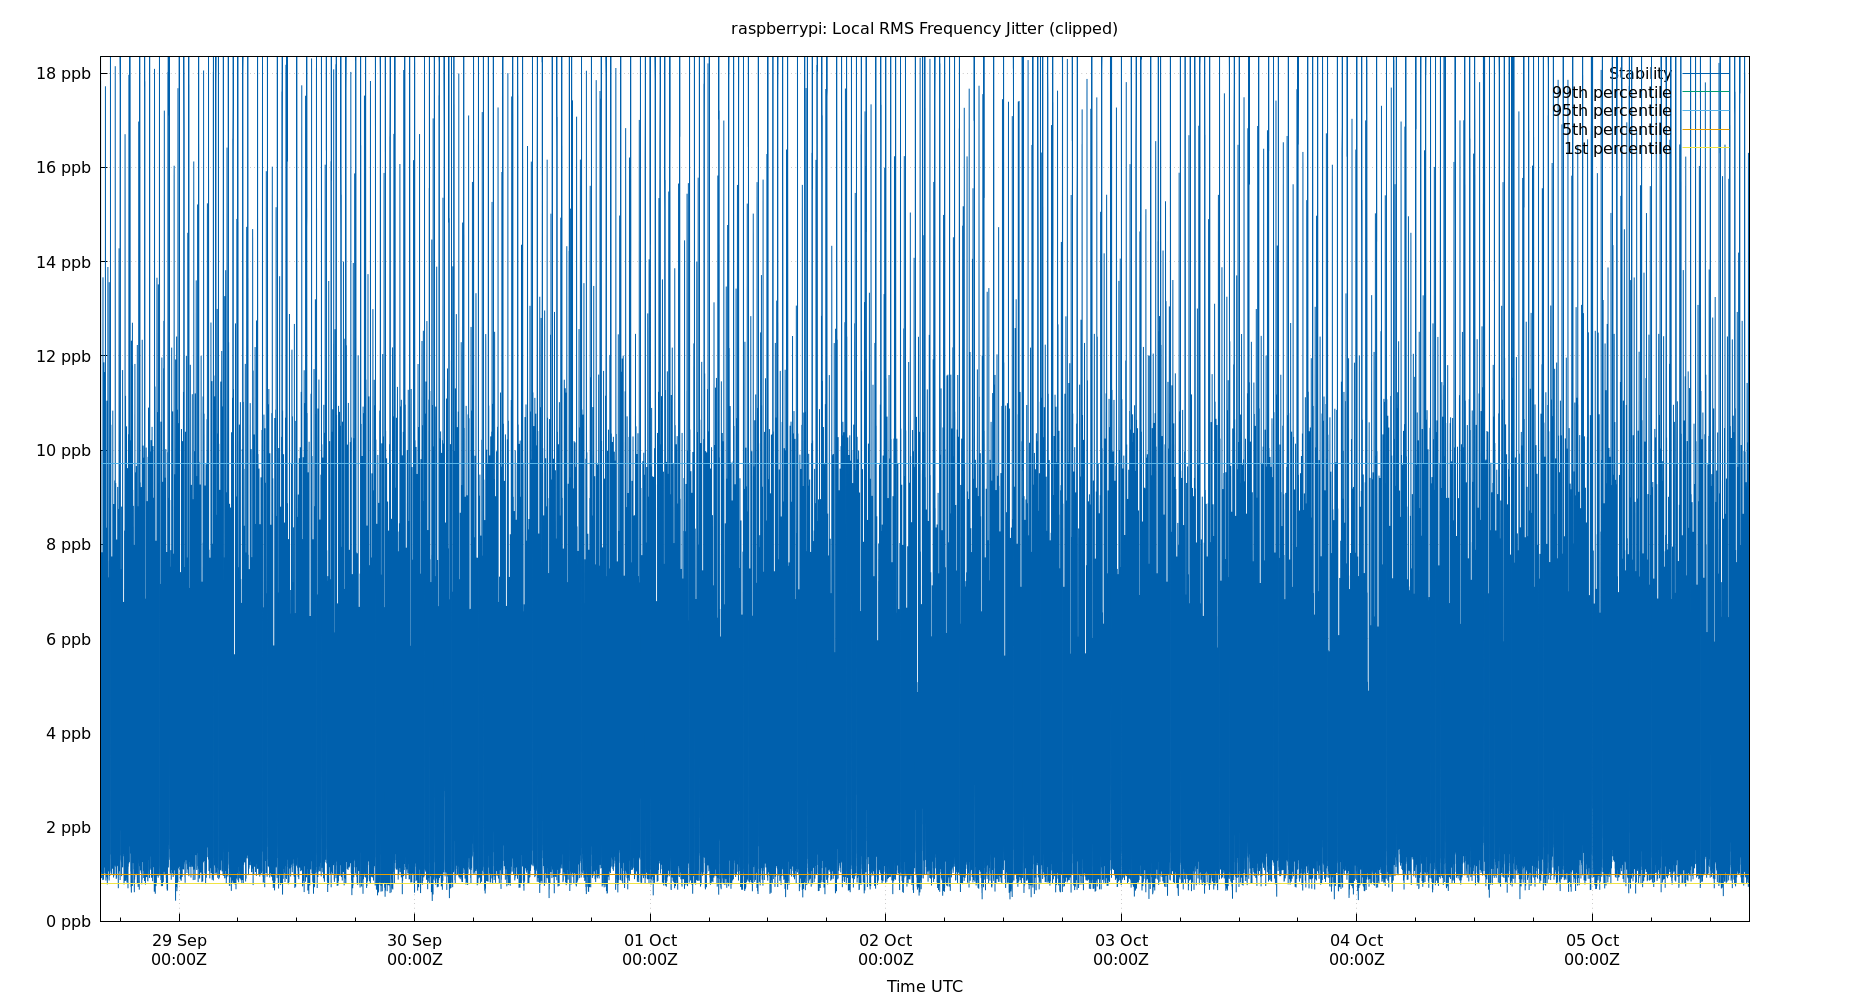 raspberrypi: Local RMS Frequency Jitter (clipped)
18 ppb
16 ppb
14 ppb
12 ppb
10 ppb
8 ppb
6 ppb
4 ppb
2 ppb
0 ppb
Stability
99th percentile
95th percentile
5th percentile
1st percentile
29 Sep
00:00Z
30 Sep
00:00Z
01 Oct
00:00Z
02 Oct
00:00Z
03 Oct
00:00Z
04 Oct
00:00Z
05 Oct
00:00Z
Time UTC